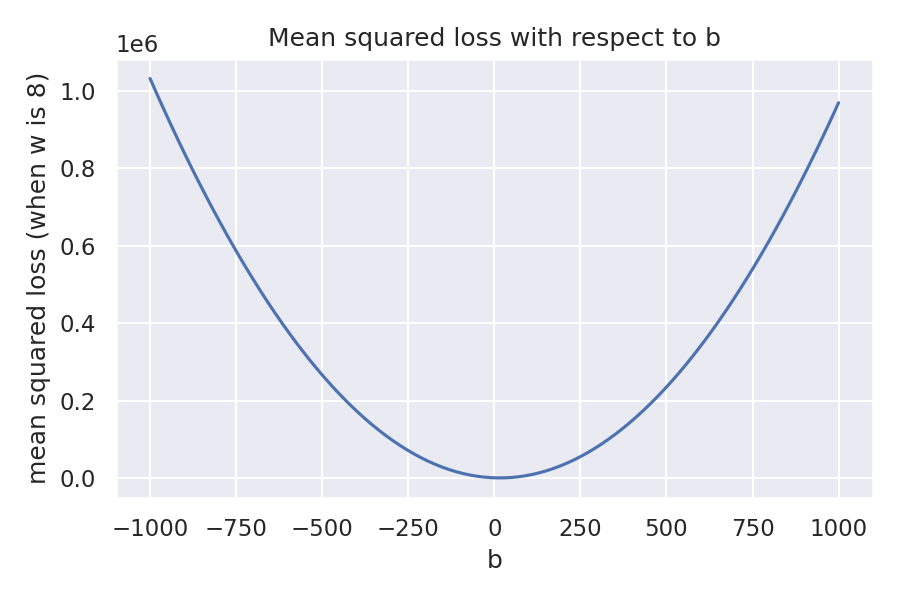 Mean squared loss with respect to b
1e6
mean squared loss (when w is 8)
1.0
0.8
0.6
0.4
0.2
0.0
−1000 −750 −500 −250 0 250 500 750 1000
b